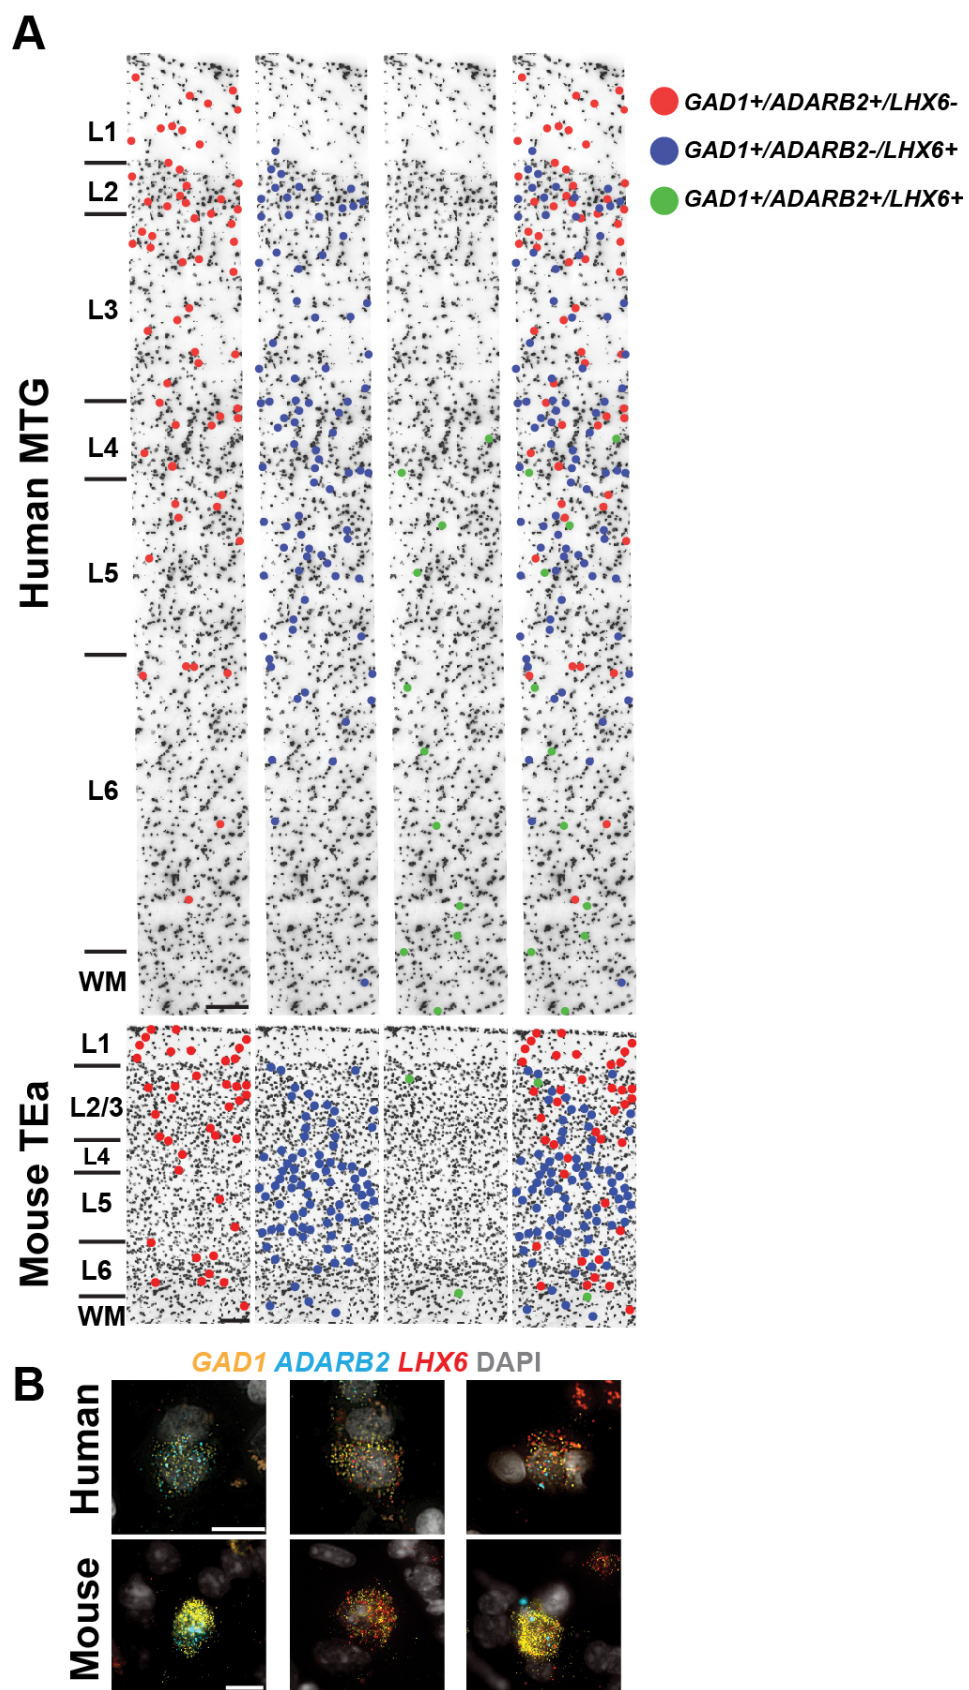 A
GAD1+/ADARB2+/LHX6-
GAD1+/ADARB2-/LHX6+
GAD1+/ADARB2+/LHX6+
Human MTG
L1
L2
L3
L4
L5
L6
WM
Mouse TEa
L1
L2/3
L4
L5
L6
WM
B
GAD1 ADARB2 LHX6 DAPI
Human
Mouse